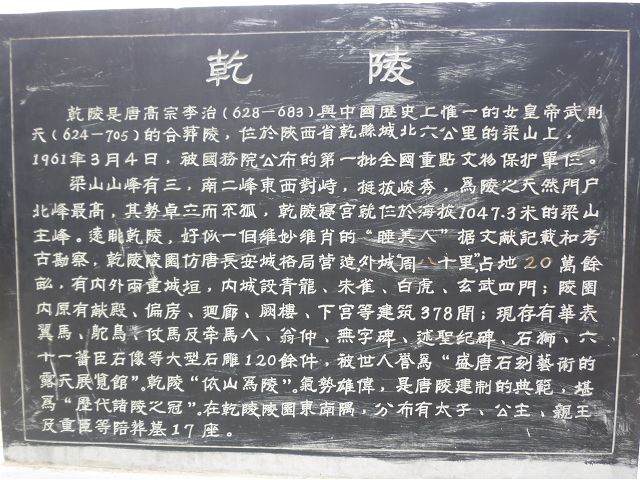 乾陵
乾陵是唐高宗李治(628—683)與中國歷史上惟一的女皇帝武則
天(624—705)的合葬陵，位於陝西省乾縣城北六公里的梁山上，
1961年3月4日，被國務院公布的第一批全國重點文物保护單位。
梁山山峰有三，南二峰東西對峙，挺拔峻秀，爲陵之天然門户
北峰最高，其勢卓立而不孤，乾陵寢宫就位於海拔1047.3米的梁山
主峰。遠眺乾陵，好似一個維妙維肖的“睡美人”据文献記載和考
古勘察，乾陵陵園仿唐長安城格局营造，外城“周八十里”占地20萬餘
畝，有内外兩重城垣，内城設青龍、朱雀、白虎、玄武四門；陵園
内原有献殿、偏房、廻廊、闕樓、下宫等建筑378間；現存有華表
翼馬、鴕鳥、仗馬及牽馬人、翁仲、無字碑、述聖纪碑、石獅、六
十一蕃臣石像等大型石雕120餘件，被世人譽爲“盛唐石刻藝術的
露天展覽館”。乾陵“依山爲陵”。氣勢雄偉，是唐陵建制的典範，堪
爲“歷代諸陵之冠”。在乾陵陵園東南隅，分布有太子、公主、親王
及重臣等陪葬墓17座。